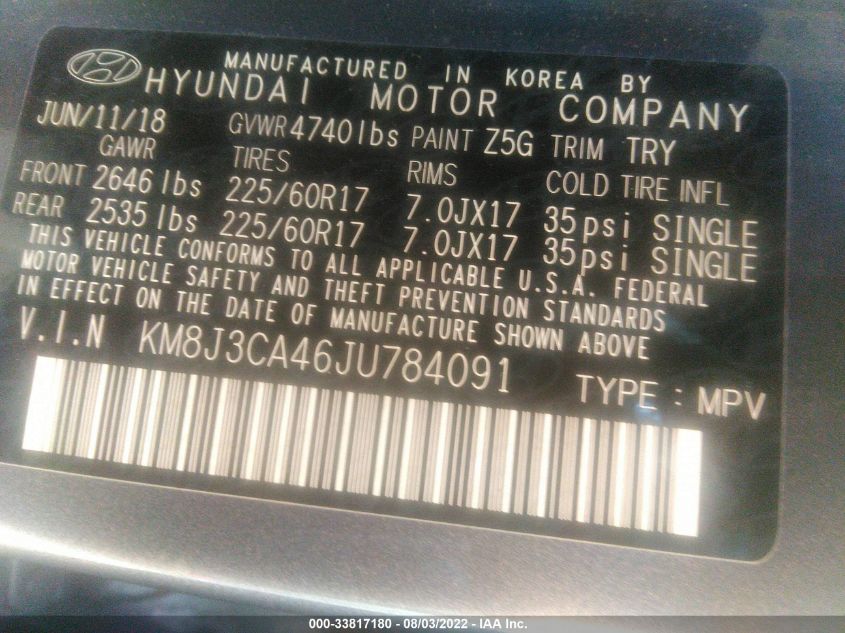 MANUFACTURED IN KOREA BY
HYUNDAI MOTOR COMPANY
JUN/11/18 GVWR 4740 lbs PAINT Z5G TRIM TRY
GAWR TIRES RIMS COLD TIRE INFL
FRONT 2646 lbs 225/60R17 7.0JX17 35psi SINGLE
REAR 2535 lbs 225/60R17 7.0JX17 35psi SINGLE
THIS VEHICLE CONFORMS TO ALL APPLICABLE U.S.A. FEDERAL
MOTOR VEHICLE SAFETY AND THEFT PREVENTION STANDARDS
IN EFFECT ON THE DATE OF MANUFACTURE SHOWN ABOVE
V.I.N KM8J3CA46JU784091 TYPE : MPV
000-33817180 - 08/03/2022 - IAA Inc.